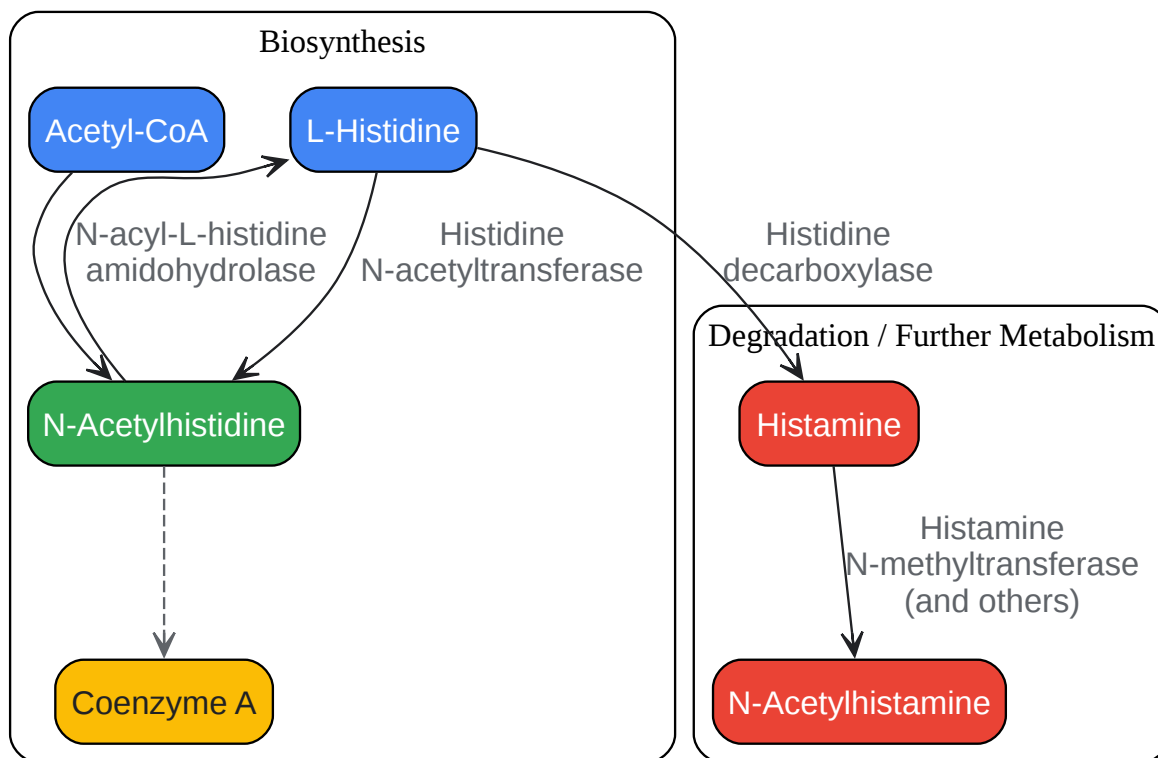 Biosynthesis
Acetyl-CoA
L-Histidine
N-acyl-L-histidine
amidohydrolase
Histidine
N-acetyltransferase
Histidine
decarboxylase
Degradation / Further Metabolism
N-Acetylhistidine
Histamine
Histamine
N-methyltransferase
(and others)
Coenzyme A
N-Acetylhistamine